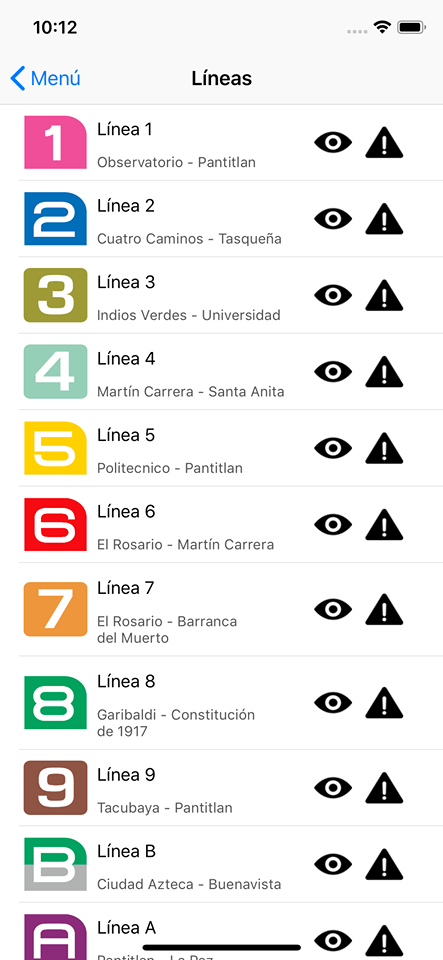 10:12
Menú
Líneas
1
Línea 1
Observatorio - Pantitlan
2
Línea 2
Cuatro Caminos - Tasqueña
3
Línea 3
Indios Verdes - Universidad
4
Línea 4
Martín Carrera - Santa Anita
5
Línea 5
Politecnico - Pantitlan
6
Línea 6
El Rosario - Martín Carrera
7
Línea 7
El Rosario - Barranca
del Muerto
8
Línea 8
Garibaldi - Constitución
de 1917
9
Línea 9
Tacubaya - Pantitlan
B
Línea B
Ciudad Azteca - Buenavista
A
Línea A
Pantitlan - La Paz